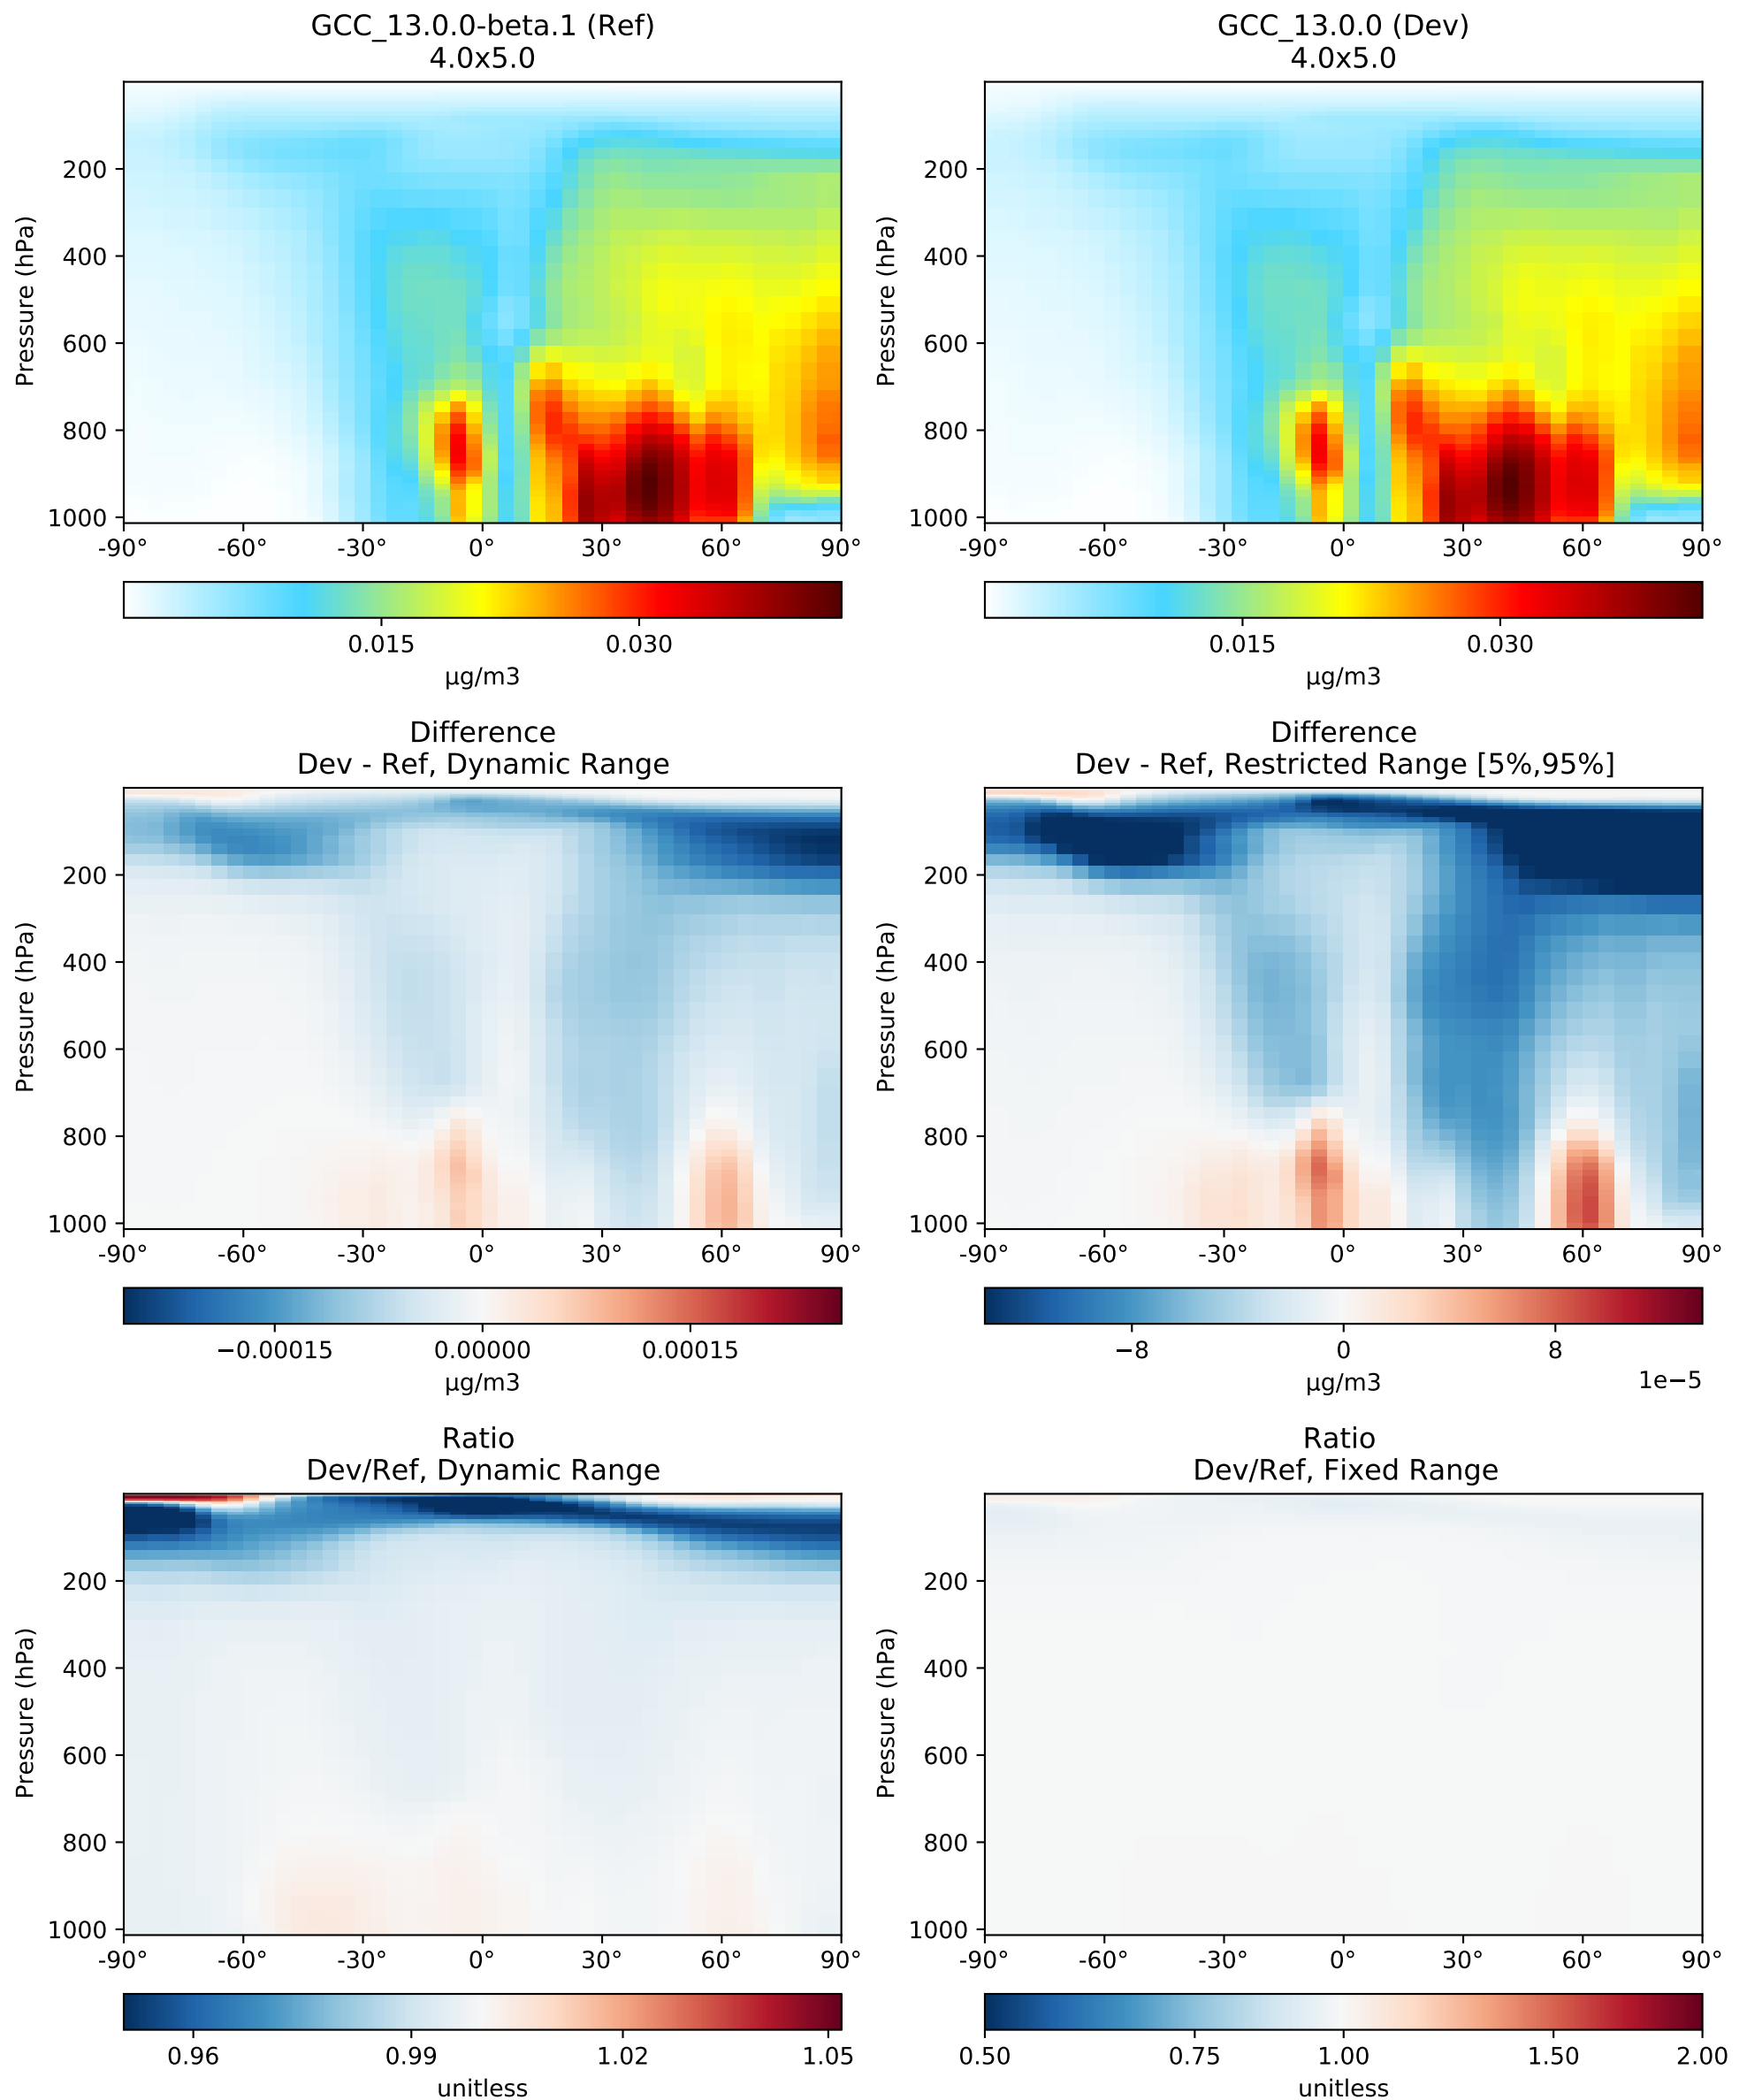 GCC_13.0.0-beta.1 (Ref)
4.0x5.0
GCC_13.0.0 (Dev)
4.0x5.0
Pressure (hPa)
200
400
600
800
1000
-90° -60° -30° 0° 30° 60° 90°
0.015 0.030
µg/m3
Pressure (hPa)
200
400
600
800
1000
-90° -60° -30° 0° 30° 60° 90°
0.015 0.030
µg/m3
Difference
Dev - Ref, Dynamic Range
Pressure (hPa)
200
400
600
800
1000
-90° -60° -30° 0° 30° 60° 90°
−0.00015 0.00000 0.00015
µg/m3
Difference
Dev - Ref, Restricted Range [5%,95%]
Pressure (hPa)
200
400
600
800
1000
-90° -60° -30° 0° 30° 60° 90°
−8 0 8
µg/m3
1e−5
Ratio
Dev/Ref, Dynamic Range
Pressure (hPa)
200
400
600
800
1000
-90° -60° -30° 0° 30° 60° 90°
0.96 0.99 1.02 1.05
unitless
Ratio
Dev/Ref, Fixed Range
Pressure (hPa)
200
400
600
800
1000
-90° -60° -30° 0° 30° 60° 90°
0.50 0.75 1.00 1.50 2.00
unitless